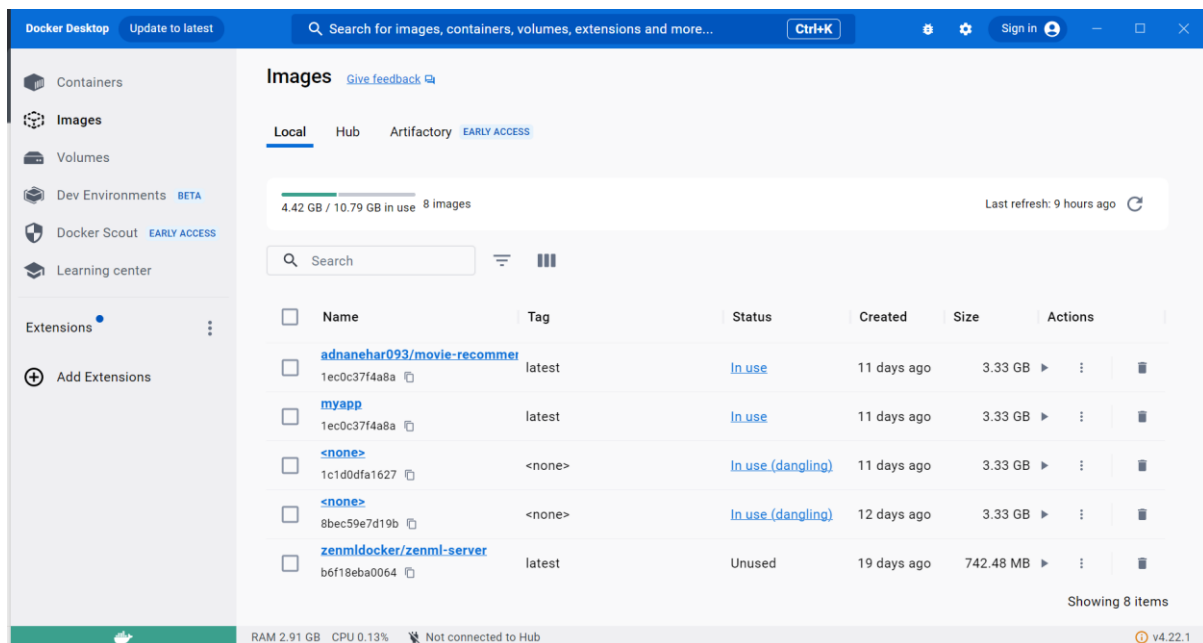 Docker Desktop Update to latest Search for images, containers, volumes, extensions and more... Ctrl+K Sign in
Containers
Images
Volumes
Dev Environments BETA
Docker Scout EARLY ACCESS
Learning center
Extensions
Add Extensions
Images Give feedback
Local Hub Artifactory EARLY ACCESS
4.42 GB / 10.79 GB in use 8 images Last refresh: 9 hours ago
Search
Name Tag Status Created Size Actions
adnanehar093/movie-recommer
1ec0c37f4a8a latest In use 11 days ago 3.33 GB
myapp
1ec0c37f4a8a latest In use 11 days ago 3.33 GB
<none>
1c1d0dfa1627 <none> In use (dangling) 11 days ago 3.33 GB
<none>
8bec59e7d19b <none> In use (dangling) 12 days ago 3.33 GB
zenmldocker/zenml-server
b6f18eba0064 latest Unused 19 days ago 742.48 MB
Showing 8 items
RAM 2.91 GB CPU 0.13% Not connected to Hub v4.22.1